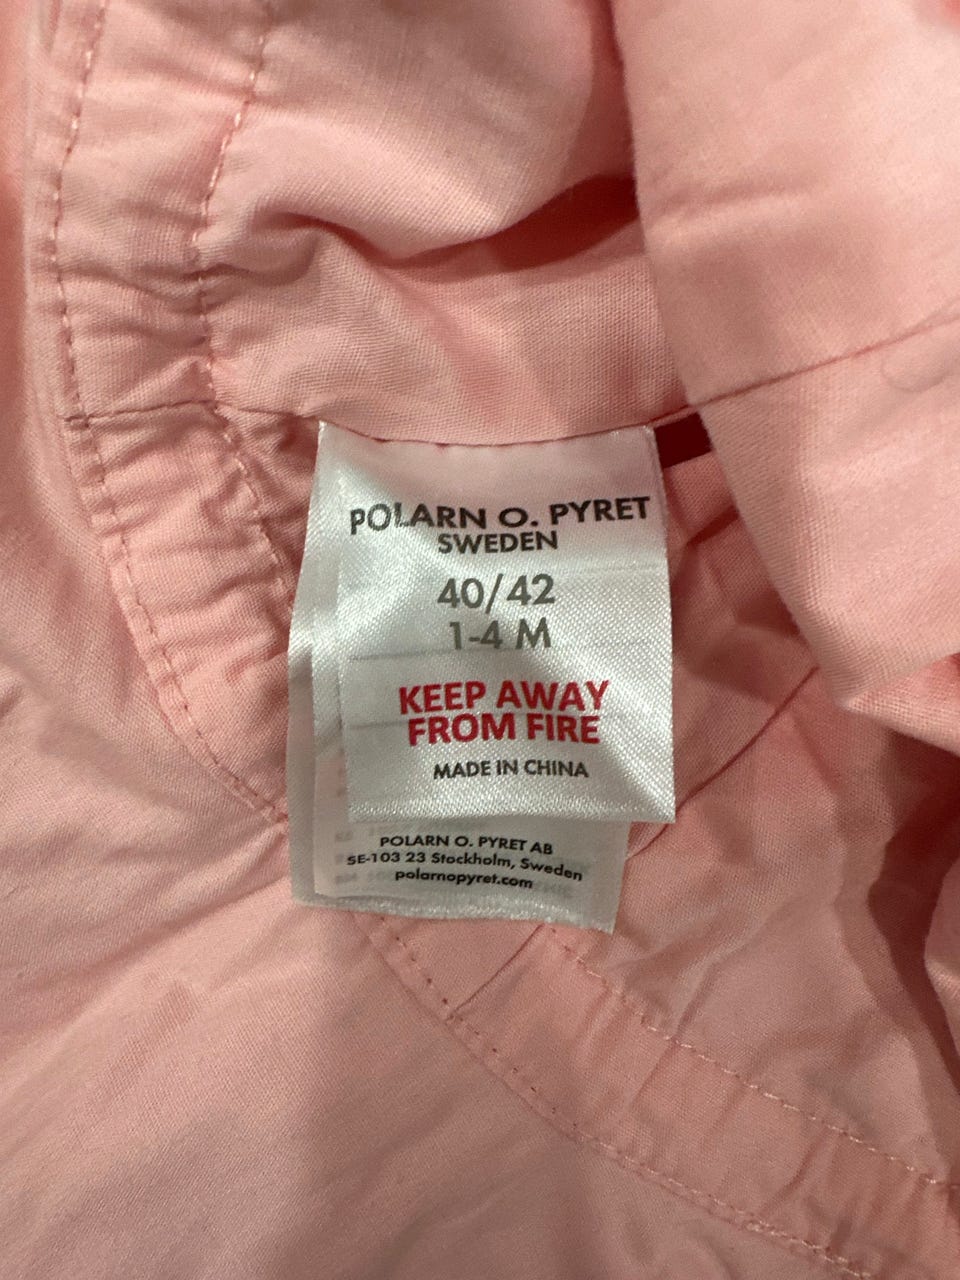 POLARN O. PYRET
SWEDEN
40/42
1-4 M
KEEP AWAY
FROM FIRE
MADE IN CHINA
POLARN O. PYRET AB
SE-103 23 Stockholm, Sweden
polarnopyret.com